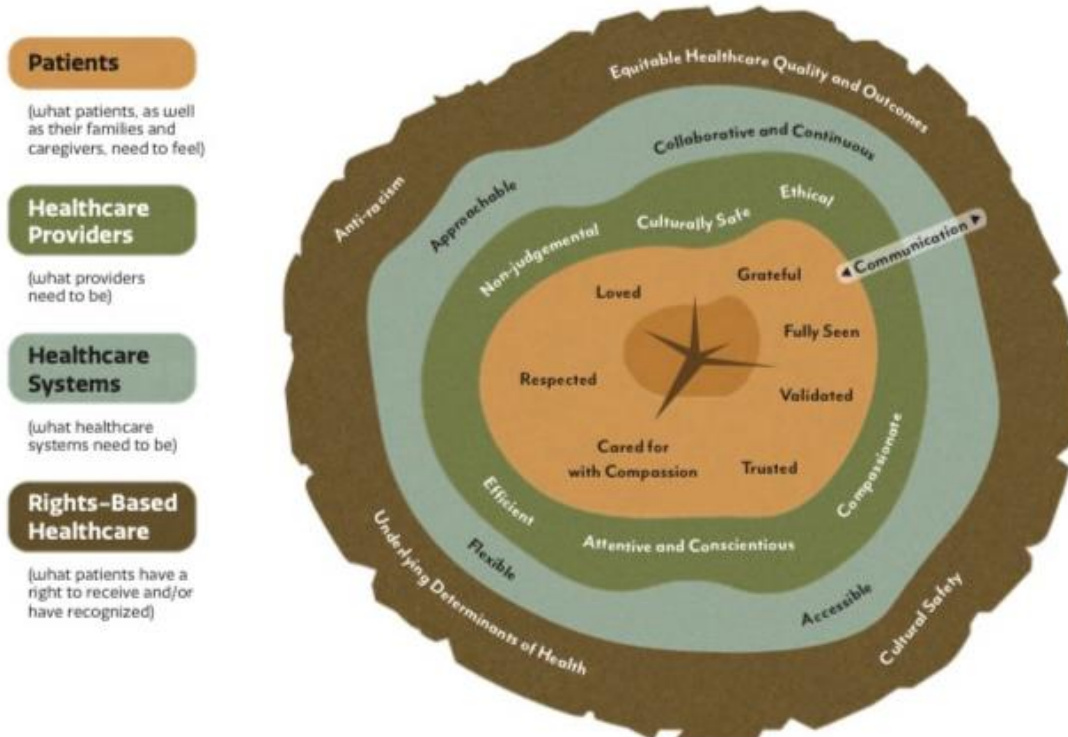 Patients
(what patients, as well
as their families and
caregivers, need to feel)
Healthcare
Providers
(what providers
need to be)
Healthcare
Systems
(what healthcare
systems need to be)
Rights-Based
Healthcare
(what patients have a
right to receive and/or
have recognized)
Equitable Healthcare Quality and Outcomes
Anti-racism
Underlying Determinants of Health
Cultural Safety
Collaborative and Continuous
Approachable
Flexible
Accessible
Communication
Ethical
Culturally Safe
Non-judgemental
Efficient
Attentive and Conscientious
Compassionate
Loved
Grateful
Fully Seen
Respected
Validated
Cared for
with Compassion
Trusted